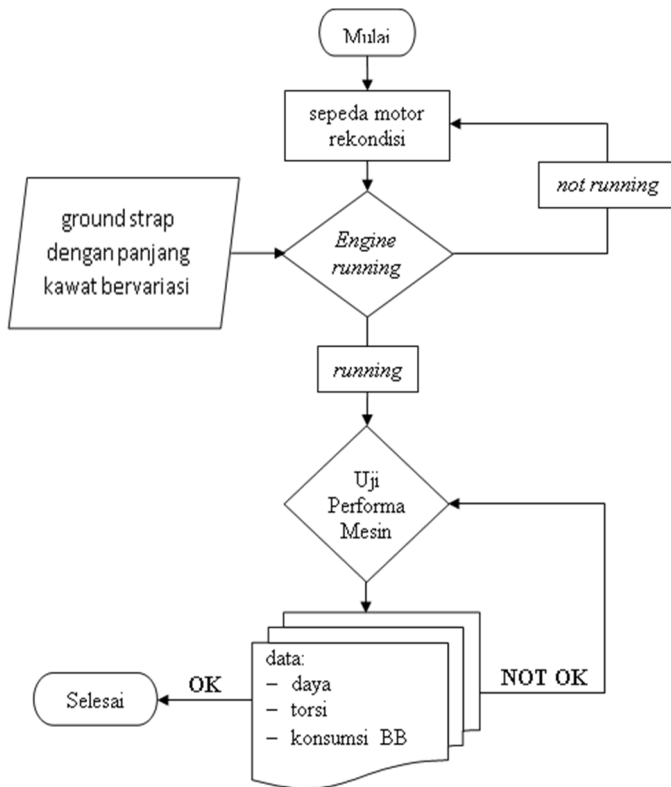 Mulai
sepeda motor
rekondisi
not running
ground strap
dengan panjang
kawat bervariasi
Engine
running
running
Uji
Performa
Mesin
data:
– daya
– torsi
– konsumsi BB
OK
NOT OK
Selesai